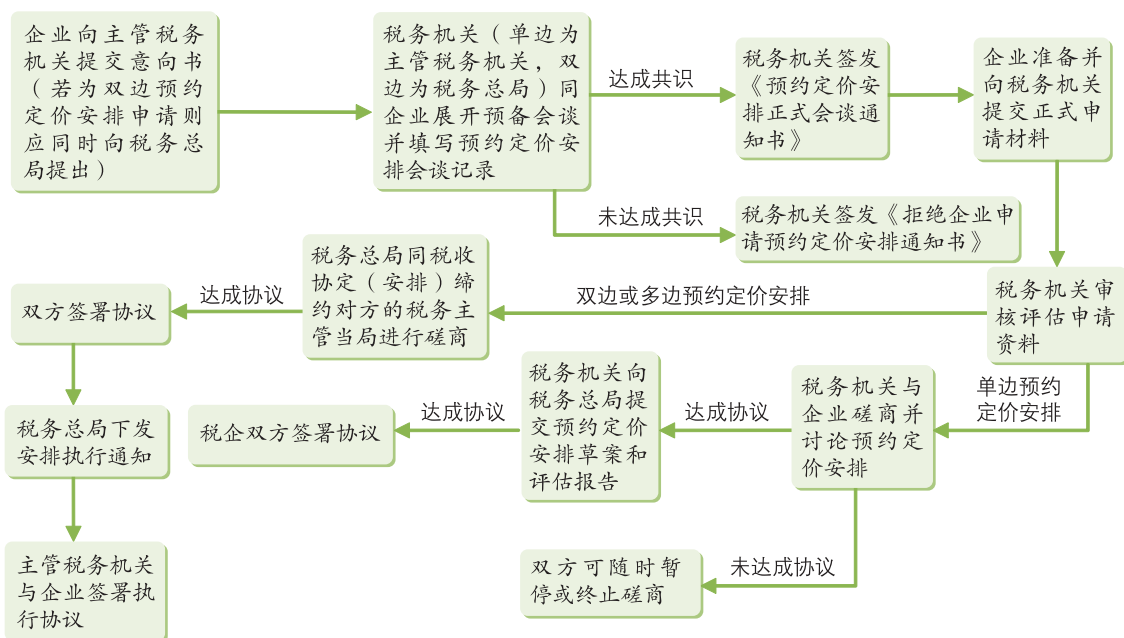 企业向主管税务
机关提交意向书
（若为双边预约
定价安排申请则
应同时向税务总
局提出）
税务机关（单边为
主管税务机关，双
边为税务总局）同
企业展开预备会谈
并填写预约定价安
排会谈记录
达成共识
税务机关签发
《预约定价安
排正式会谈通
知书》
企业准备并
向税务机关
提交正式申
请材料
未达成共识
税务机关签发《拒绝企业申
请预约定价安排通知书》
税务机关审
核评估申请
资料
双边或多边预约定价安排
税务总局同税收
协定（安排）缔
约对方的税务主
管当局进行磋商
达成协议
双方签署协议
税务总局下发
安排执行通知
主管税务机关
与企业签署执
行协议
单边预约
定价安排
税务机关与
企业磋商并
讨论预约定
价安排
达成协议
税务机关向
税务总局提
交预约定价
安排草案和
评估报告
达成协议
税企双方签署协议
未达成协议
双方可随时暂
停或终止磋商